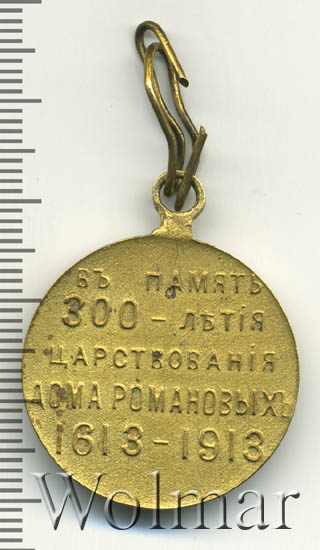 ВЪ ПАМЯТЬ
300 - ЛѢТІЯ
ЦАРСТВОВАНІЯ
ДОМА РОМАНОВЫХЪ
1613-1913
Wolmar